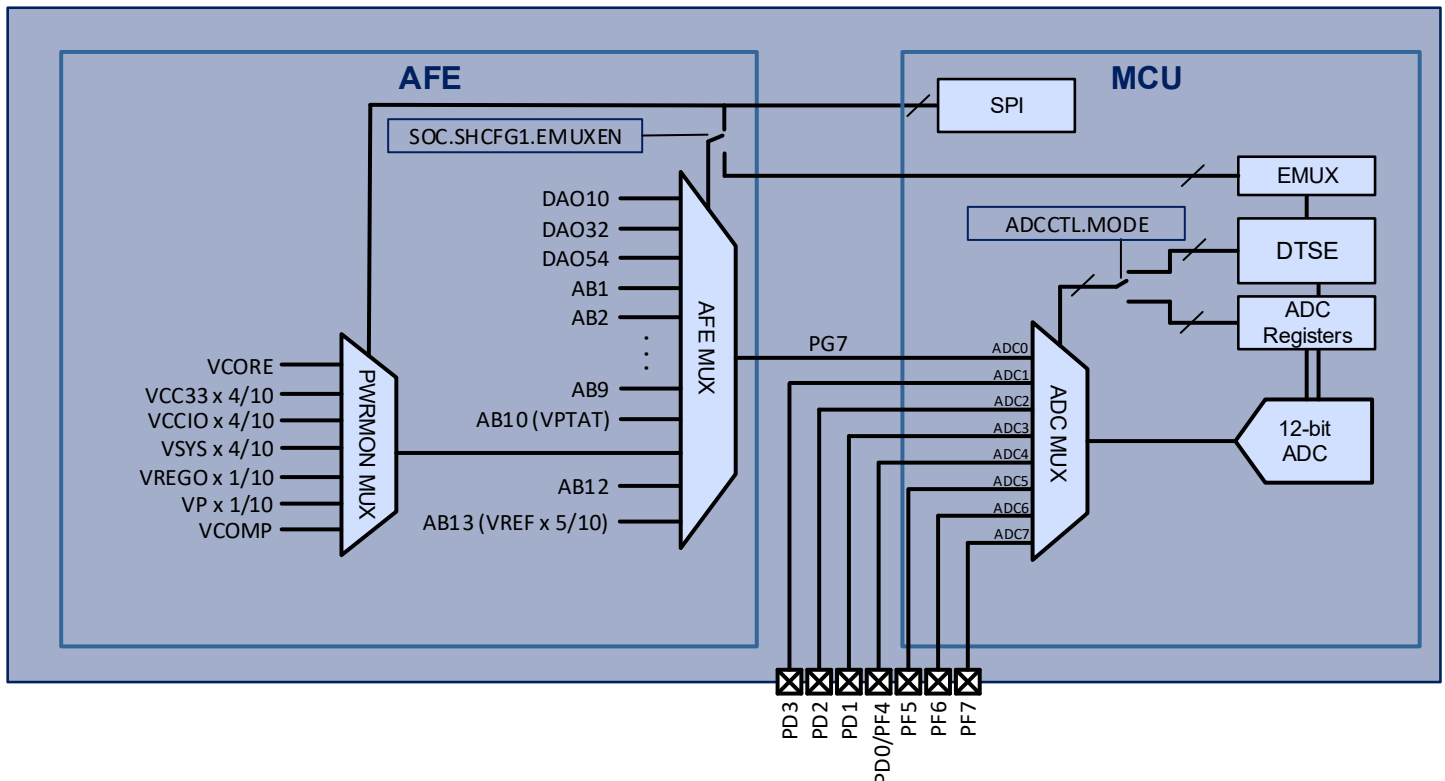 AFE
MCU
SPI
SOC.SHCFG1.EMUXEN
EMUX
DAO10
DAO32
DAO54
AB1
AB2
AB9
AB10 (VPTAT)
AB12
AB13 (VREF x 5/10)
AFE MUX
ADCCTL.MODE
DTSE
ADC
Registers
PG7
VCORE
VCC33 x 4/10
VCCIO x 4/10
VSYS x 4/10
VREGO x 1/10
VP x 1/10
VCOMP
PWRMON MUX
ADC0
ADC1
ADC2
ADC3
ADC4
ADC5
ADC6
ADC7
ADC MUX
12-bit
ADC
PD3
PD2
PD1
PD0/PF4
PF5
PF6
PF7